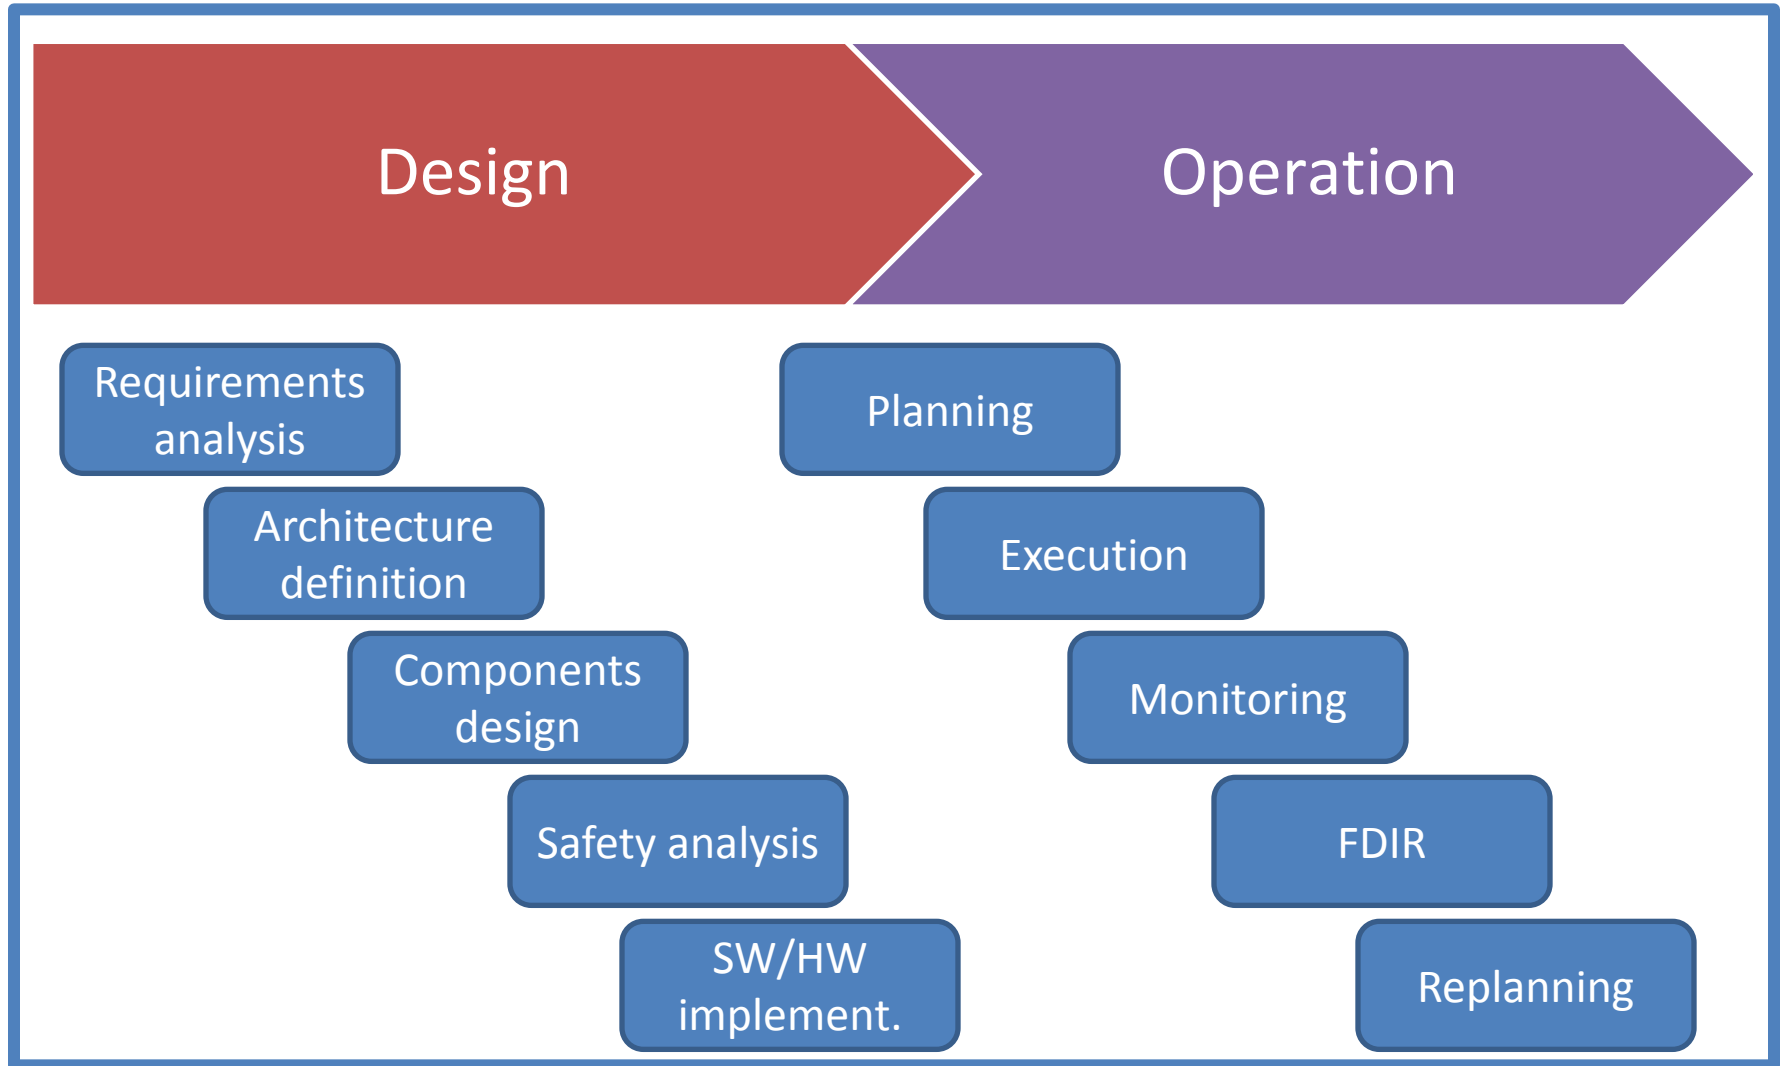 Design
Operation
Requirements
analysis
Architecture
definition
Components
design
Safety analysis
SW/HW
implement.
Planning
Execution
Monitoring
FDIR
Replanning